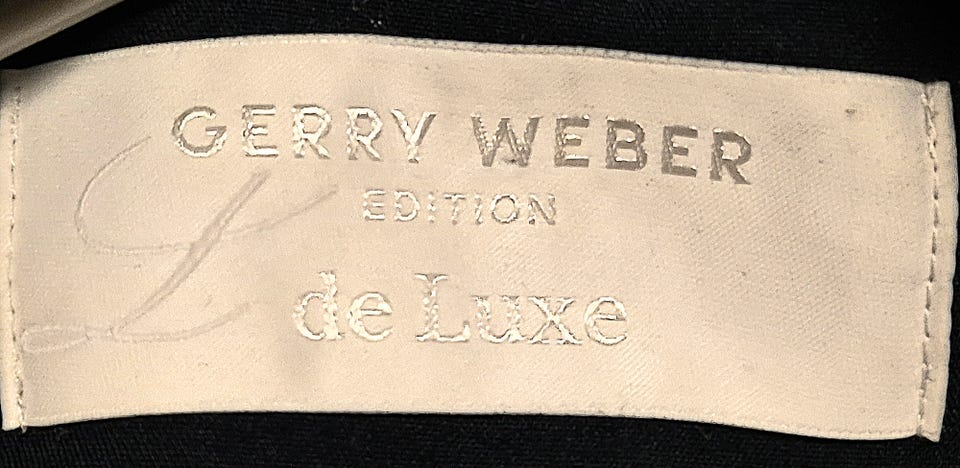 GERRY WEBER
EDITION
de Luxe